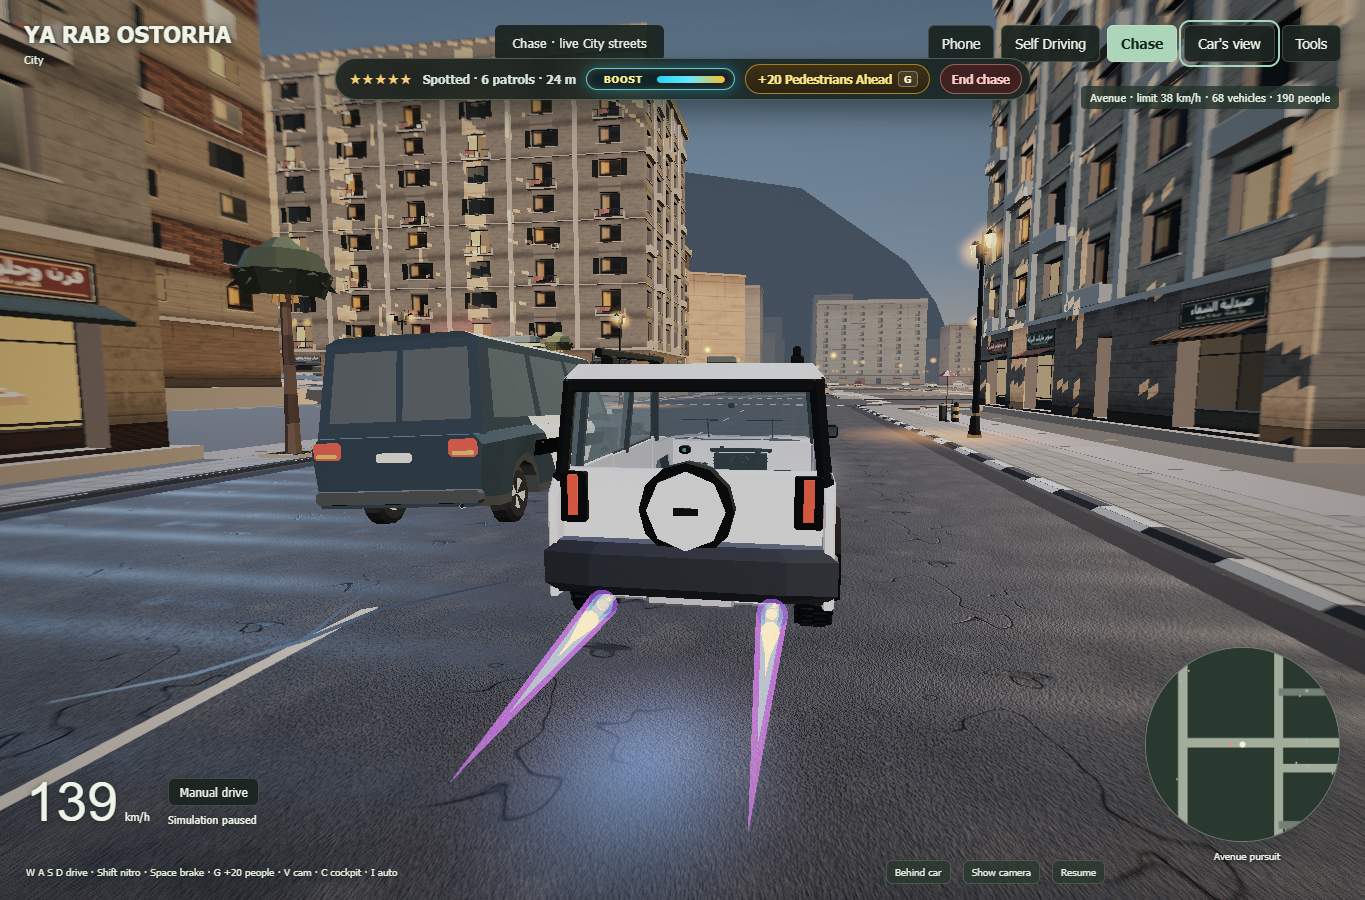 YA RAB OSTORHA
City
Chase · live City streets
Phone
Self Driving
Chase
Car's view
Tools
★★★★★ Spotted · 6 patrols · 24 m
BOOST
+20 Pedestrians Ahead G
End chase
Avenue · limit 38 km/h · 68 vehicles · 190 people
صيدلية الشفاء
139 km/h
Manual drive
Simulation paused
W A S D drive · Shift nitro · Space brake · G +20 people · V cam · C cockpit · I auto
Behind car
Show camera
Resume
Avenue pursuit